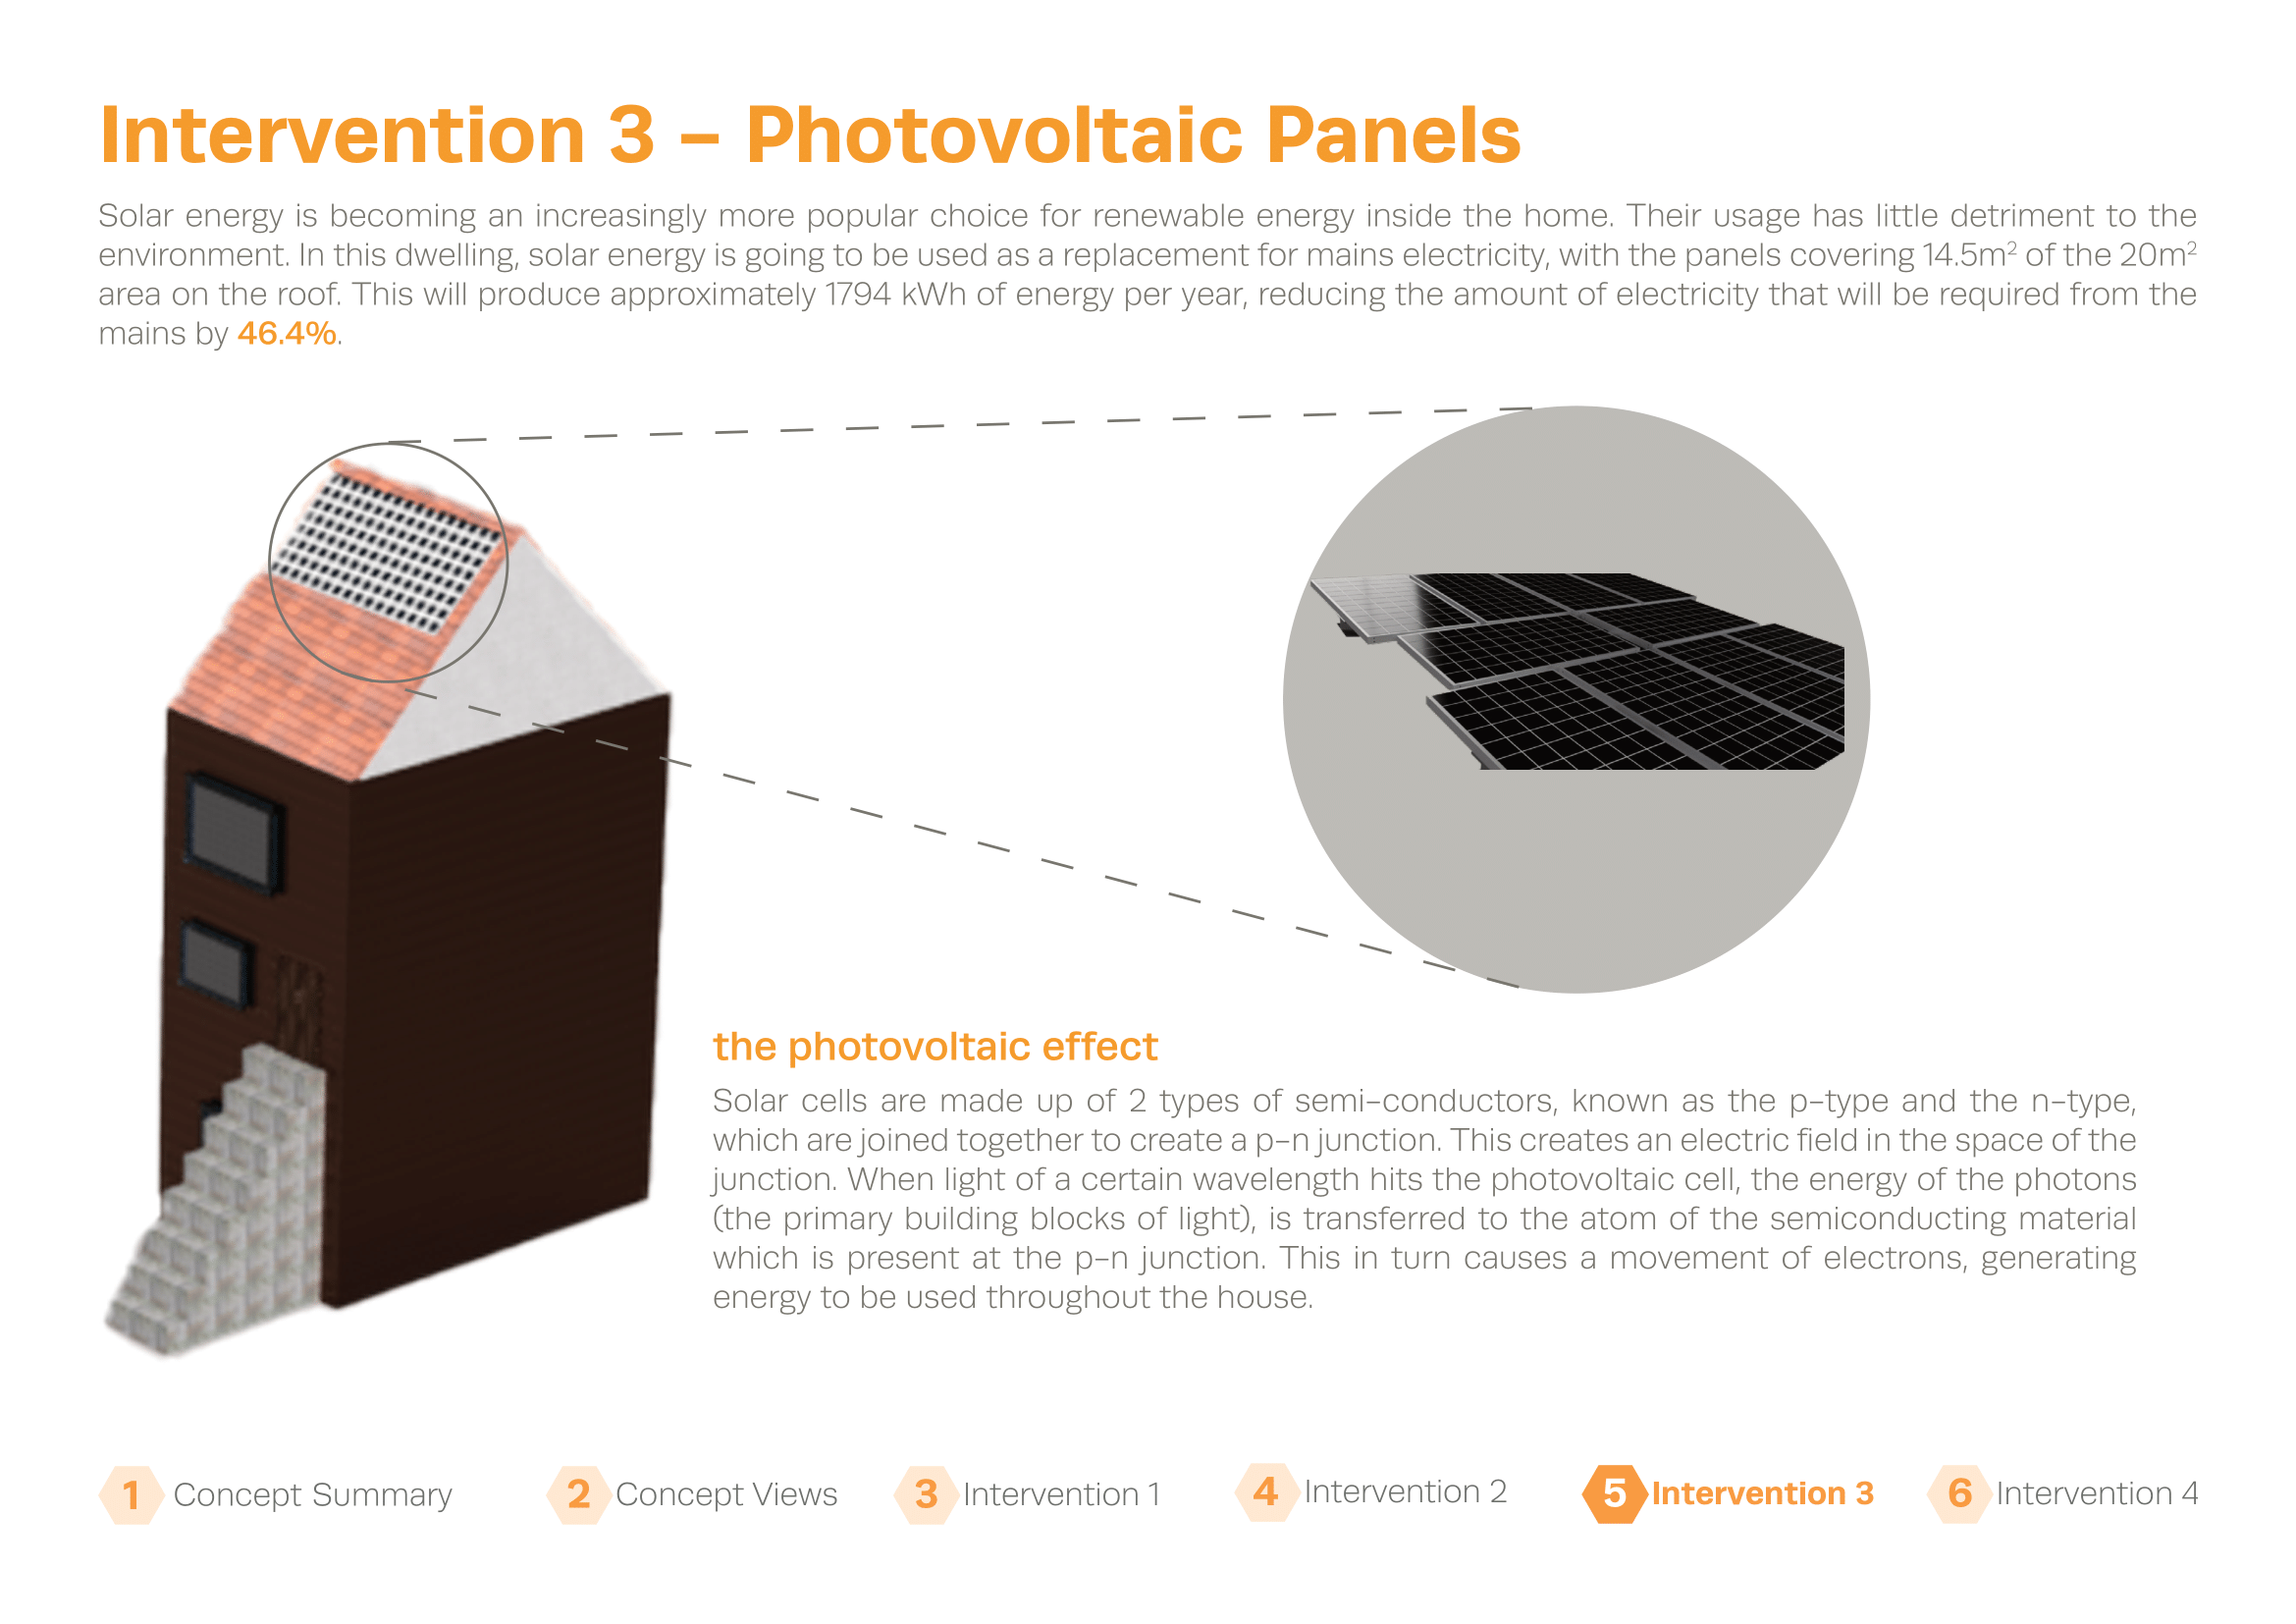 Intervention 3 – Photovoltaic Panels
Solar energy is becoming an increasingly more popular choice for renewable energy inside the home. Their usage has little detriment to the
environment. In this dwelling, solar energy is going to be used as a replacement for mains electricity, with the panels covering 14.5m² of the 20m²
area on the roof. This will produce approximately 1794 kWh of energy per year, reducing the amount of electricity that will be required from the
mains by 46.4%.
the photovoltaic effect
Solar cells are made up of 2 types of semi-conductors, known as the p-type and the n-type,
which are joined together to create a p-n junction. This creates an electric field in the space of the
junction. When light of a certain wavelength hits the photovoltaic cell, the energy of the photons
(the primary building blocks of light), is transferred to the atom of the semiconducting material
which is present at the p-n junction. This in turn causes a movement of electrons, generating
energy to be used throughout the house.
1 Concept Summary
2 Concept Views
3 Intervention 1
4 Intervention 2
5 Intervention 3
6 Intervention 4